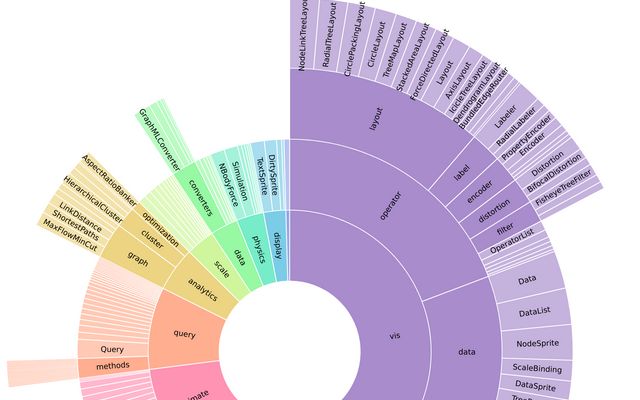 NodeLinkTreeLayout
RadialTreeLayout
CirclePackingLayout
CircleLayout
TreeMapLayout
StackedAreaLayout
ForceDirectedLayout
Layout
AxisLayout
IcicleTreeLayout
DendrogramLayout
BundledEdgeRouter
Labeler
RadialLabeler
PropertyEncoder
Encoder
Distortion
BifocalDistortion
FisheyeTreeFilter
OperatorList
layout
label
encoder
distortion
filter
operator
vis
data
Data
DataList
NodeSprite
ScaleBinding
DataSprite
DirtySprite
TextSprite
display
Simulation
NBodyForce
physics
GraphMLConverter
converters
data
scale
AspectRatioBanker
HierarchicalCluster
LinkDistance
ShortestPaths
MaxFlowMinCut
optimization
cluster
graph
analytics
query
Query
methods